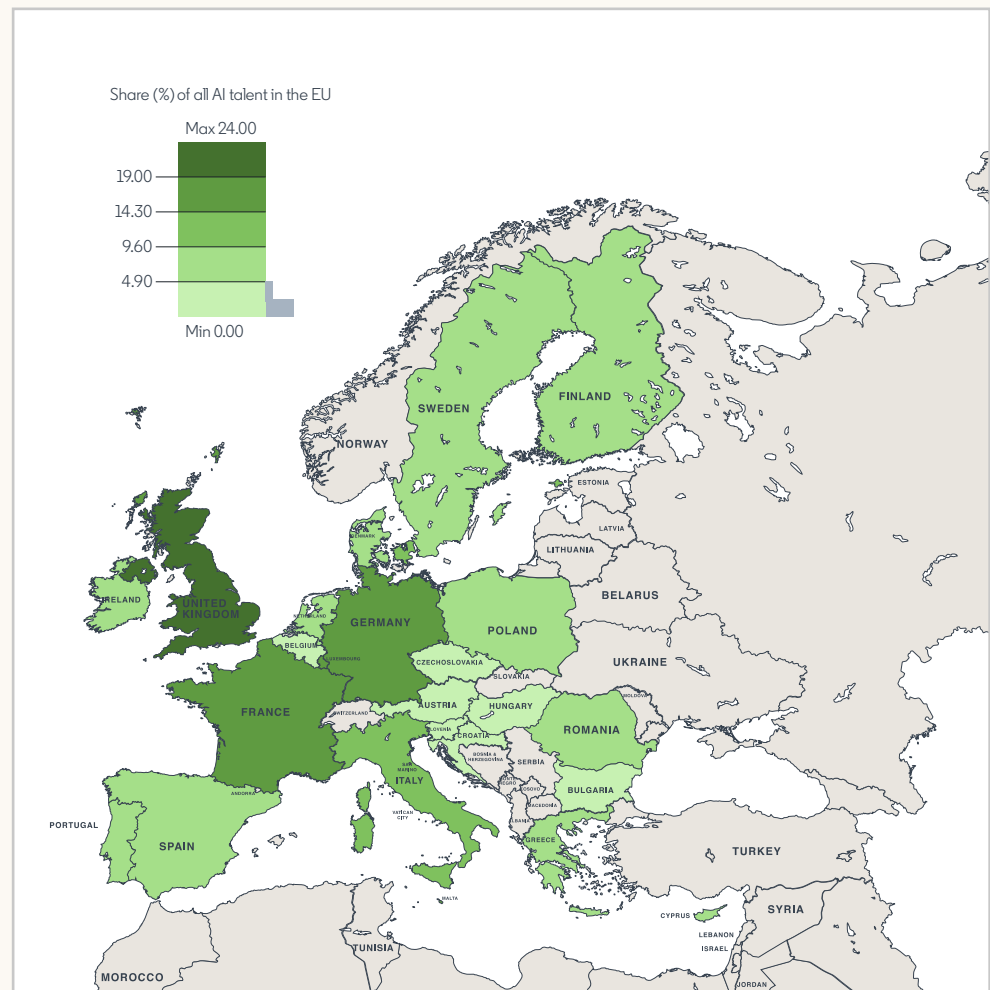 Share (%) of all AI talent in the EU
Max 24.00
19.00
14.30
9.60
4.90
Min 0.00
SWEDEN
FINLAND
NORWAY
ESTONIA
LATVIA
LITHUANIA
DENMARK
BELARUS
IRELAND
UNITED
KINGDOM
NETHERLAND
GERMANY
POLAND
BELGIUM
LUXEMBOURG
CZECHOSLOVAKIA
UKRAINE
SLOVAKIA
FRANCE
SWITZERLAND
AUSTRIA
HUNGARY
MOLDOVA
SLOVENIA
CROATIA
ROMANIA
BOSNIA &
HERZEGOVINA
SERBIA
SAN
MARINO
ITALY
MONTE
NEGRO
KOSOVO
BULGARIA
ANDORRA
MACEDONIA
VATICAN
CITY
ALBANIA
PORTUGAL
SPAIN
GREECE
TURKEY
MALTA
CYPRUS
SYRIA
LEBANON
ISRAEL
TUNISIA
MOROCCO
JORDAN